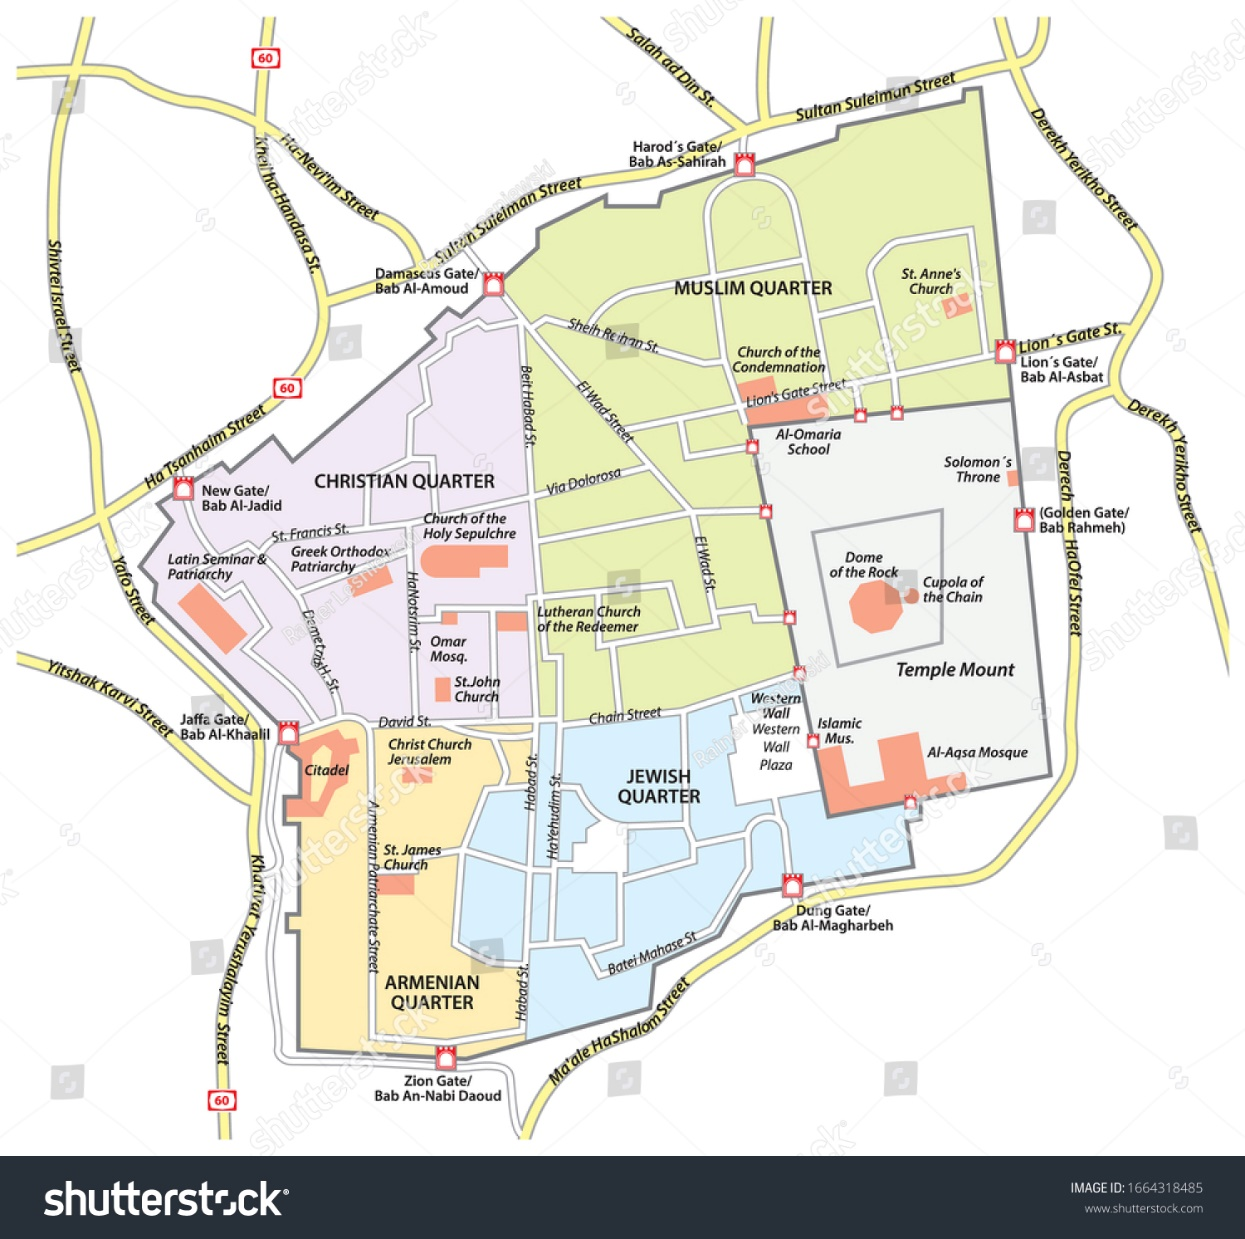 60
Salah ad Din St.
Sultan Suleiman Street
Ha-Nevi'im Street
Kheil ha-Handasa St.
Derekh Yerikho Street
Harod´s Gate/
Bab As-Sahirah
Sultan Suleiman Street
Shivtei Israel Street
Damascus Gate/
Bab Al-Amoud
MUSLIM QUARTER
St. Anne's
Church
Sheih Reihan St.
Lion´s Gate St.
Lion´s Gate/
Bab Al-Asbat
Church of the
Condemnation
Lion's Gate Street
60
Beit HaBad St.
El Wad Street
Derekh Yerikho Street
Ha Tsanhaim Street
Al-Omaria
School
Solomon´s
Throne
New Gate/
Bab Al-Jadid
CHRISTIAN QUARTER
Via Dolorosa
Derech HaOfel Street
(Golden Gate/
Bab Rahmeh)
St. Francis St.
Church of the
Holy Sepulchre
Greek Orthodox
Patriarchy
Latin Seminar &
Patriarchy
El Wad St.
Dome
of the Rock
Cupola of
the Chain
Yafo Street
HaNotsrim St.
Lutheran Church
of the Redeemer
Omar
Mosq.
St.John
Church
Temple Mount
Yitshak Karvi Street
Jaffa Gate/
Bab Al-Khaalil
David St.
Chain Street
Western
Wall
Western
Wall
Plaza
Islamic
Mus.
Al-Aqsa Mosque
Christ Church
Jerusalem
Citadel
JEWISH
QUARTER
Habad St.
HaYehudim St.
Armenian Patriarchate Street
St. James
Church
Khativat Yerushalayim Street
Dung Gate/
Bab Al-Magharbeh
Batei Mahase St
ARMENIAN
QUARTER
Habad St.
Ma'ale HaShalom Street
Zion Gate/
Bab An-Nabi Daoud
60
shutterstock
Rainer Lesniewski
shutterstock
IMAGE ID: 1664318485
www.shutterstock.com